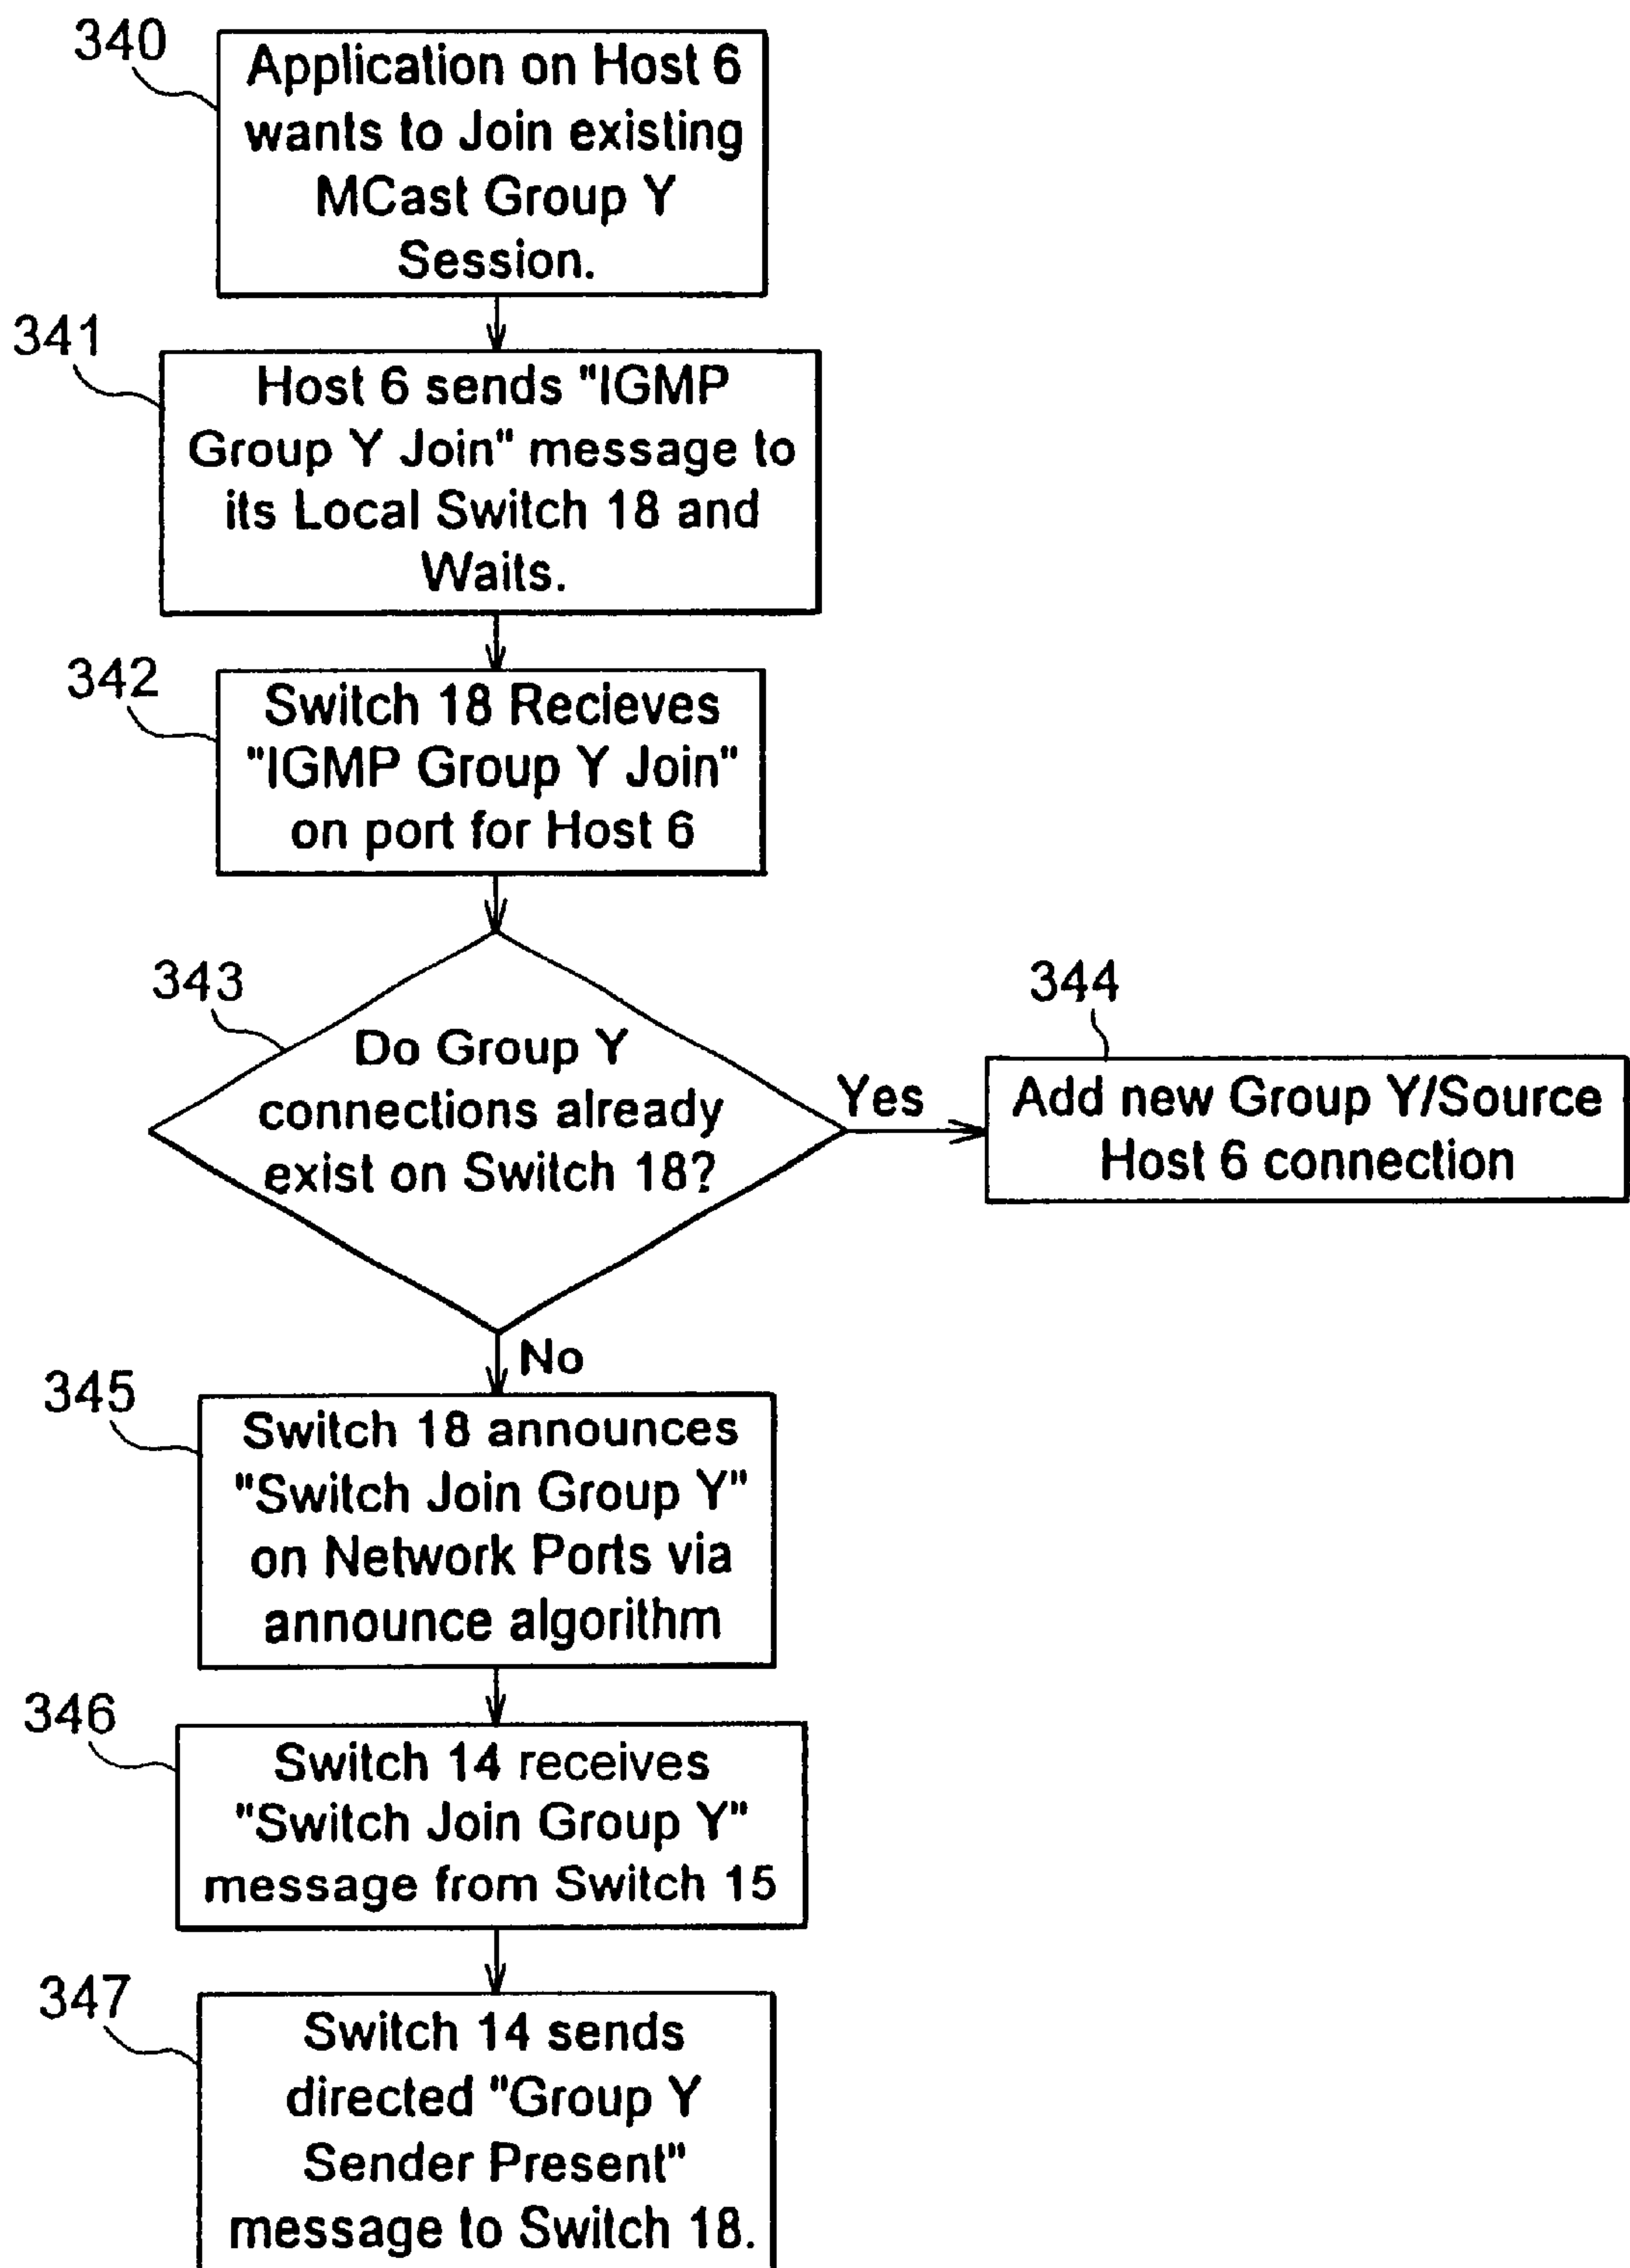 340
Application on Host 6
wants to Join existing
MCast Group Y
Session.
341
Host 6 sends "IGMP
Group Y Join" message to
its Local Switch 18 and
Waits.
342
Switch 18 Recieves
"IGMP Group Y Join"
on port for Host 6
343
Do Group Y
connections already
exist on Switch 18?
Yes
344
Add new Group Y/Source
Host 6 connection
No
345
Switch 18 announces
"Switch Join Group Y"
on Network Ports via
announce algorithm
346
Switch 14 receives
"Switch Join Group Y"
message from Switch 15
347
Switch 14 sends
directed "Group Y
Sender Present"
message to Switch 18.